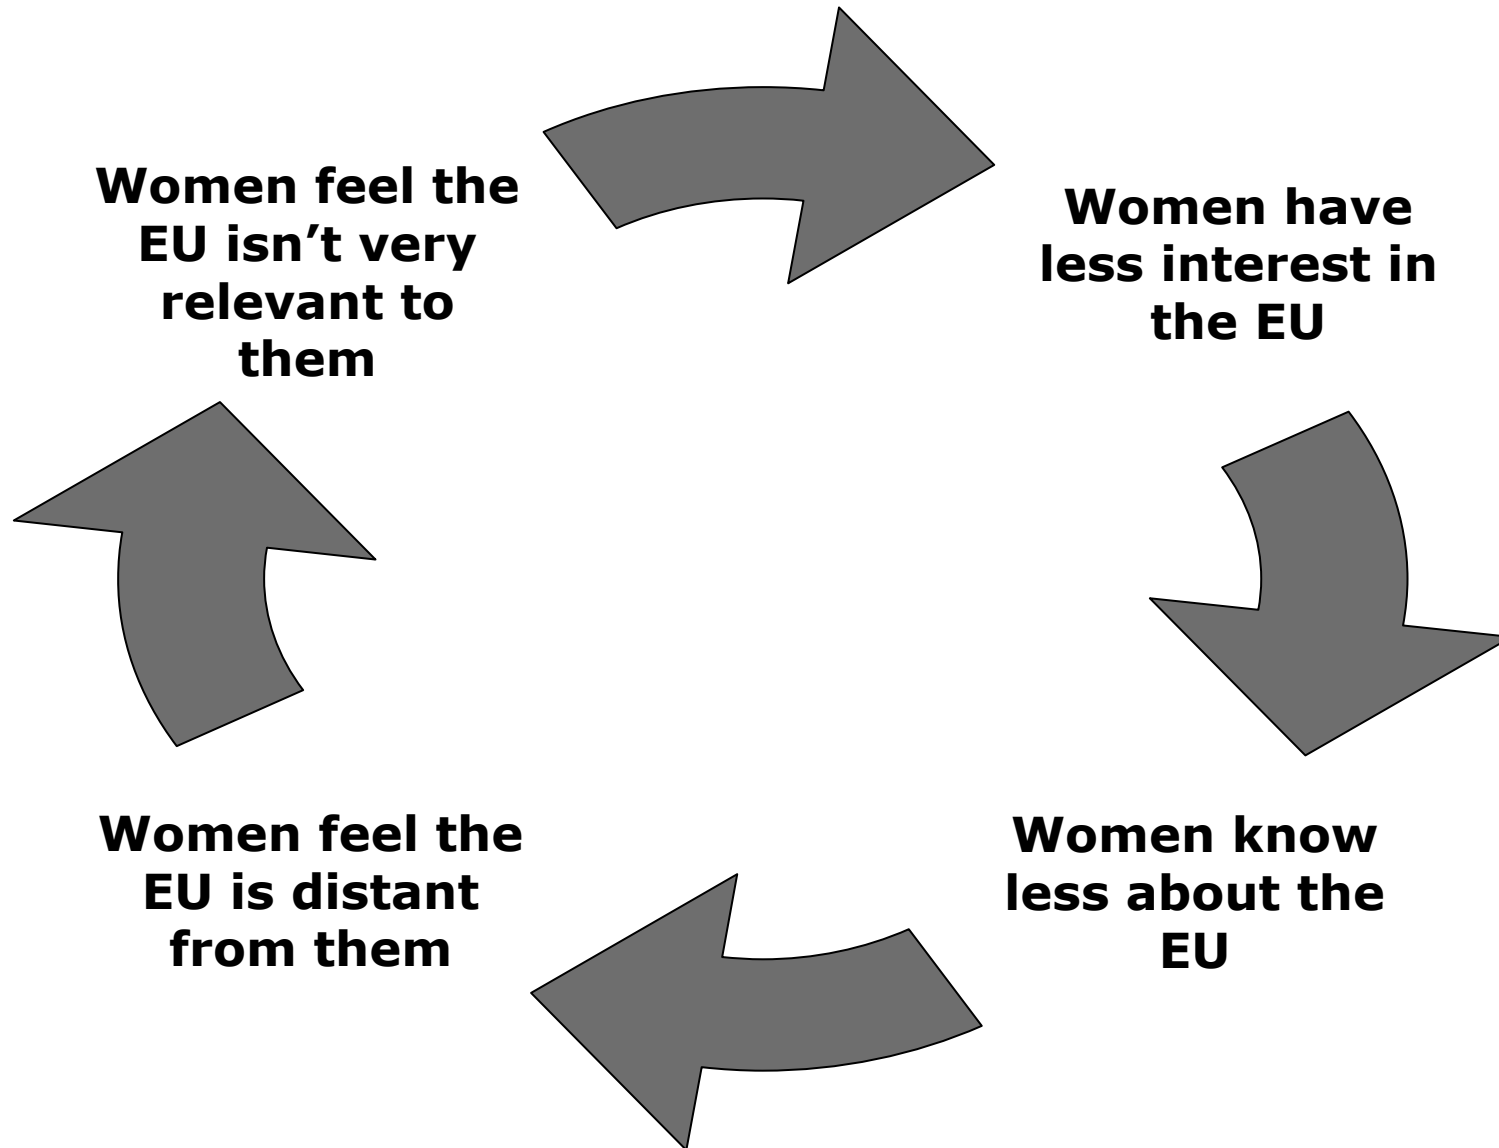 Women feel the
EU isn’t very
relevant to
them
Women have
less interest in
the EU
Women know
less about the
EU
Women feel the
EU is distant
from them